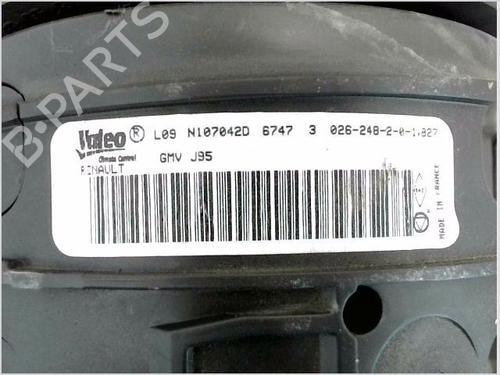 B-PARTS
Valeo ® L09 N107042D 6747 3 026-248-2-0-1.827
Climate Control GMV J95
RENAULT
MADE IN FRANCE